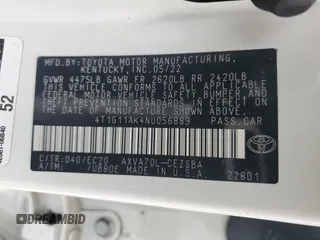 MFD. BY: TOYOTA MOTOR MANUFACTURING,
KENTUCKY, INC. 05/22
GVWR 4475LB GAWR FR 2620LB RR 2420LB
THIS VEHICLE CONFORMS TO ALL APPLICABLE
FEDERAL MOTOR VEHICLE SAFETY, BUMPER, AND
THEFT PREVENTION STANDARDS IN EFFECT ON THE
DATE OF MANUFACTURE SHOWN ABOVE.
4T1G11AK4NU056889 PASS.CAR
C/TR:040/EC20 AXVA70L-CEZSBA
A/TM: /UB80E MADE IN U.S.A.
22801
TOYOTA
52